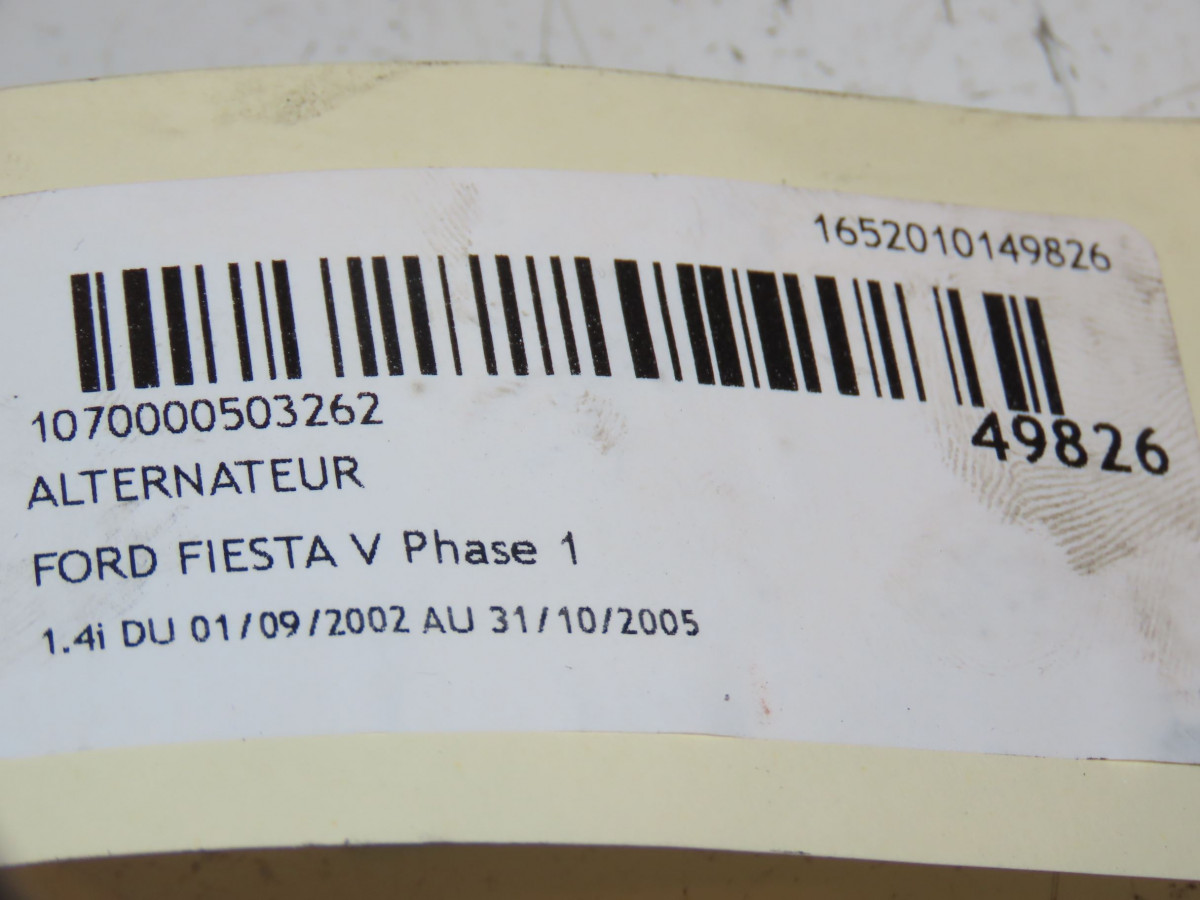 1652010149826
1070000503262
49826
ALTERNATEUR
FORD FIESTA V Phase 1
1.4i DU 01/09/2002 AU 31/10/2005